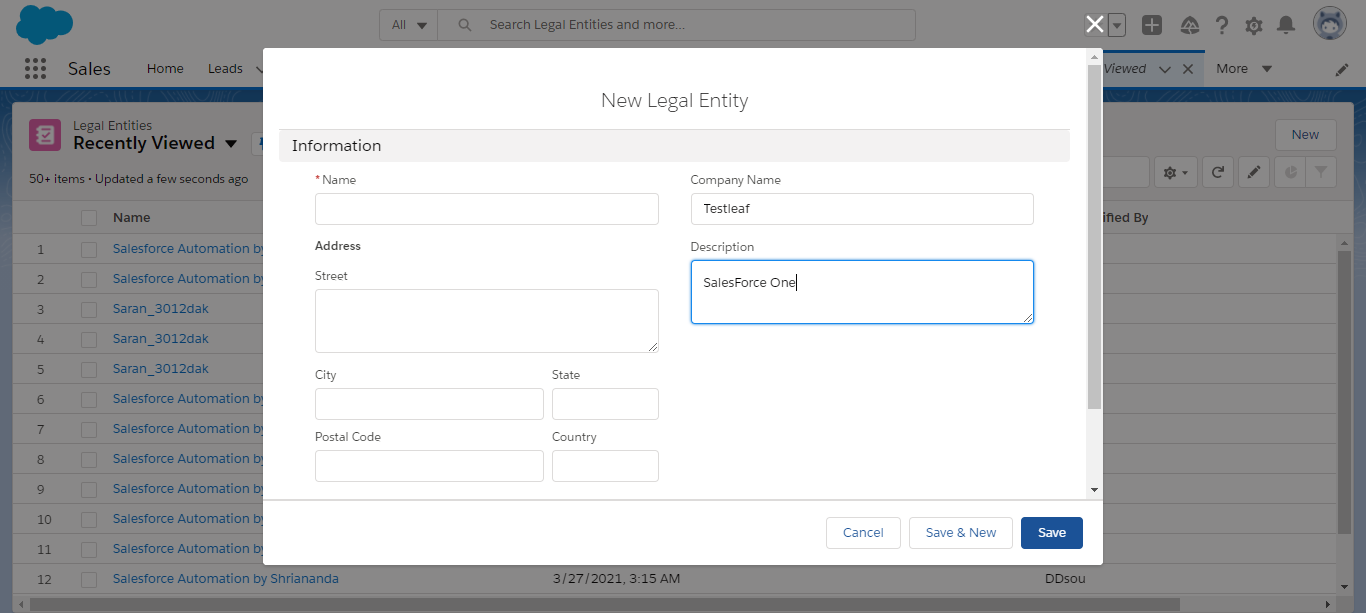 All
Search Legal Entities and more...
Sales
Home
Leads
Viewed
More
Legal Entities
Recently Viewed
New
50+ items • Updated a few seconds ago
Name
ified By
1 Salesforce Automation by
2 Salesforce Automation by
3 Saran_3012dak
4 Saran_3012dak
5 Saran_3012dak
6 Salesforce Automation by
7 Salesforce Automation by
8 Salesforce Automation by
9 Salesforce Automation by
10 Salesforce Automation by
11 Salesforce Automation by
12 Salesforce Automation by Shriananda 3/27/2021, 3:15 AM DDsou
New Legal Entity
Information
* Name
Company Name
Testleaf
Address
Description
Street
SalesForce One
City
State
Postal Code
Country
Cancel
Save & New
Save